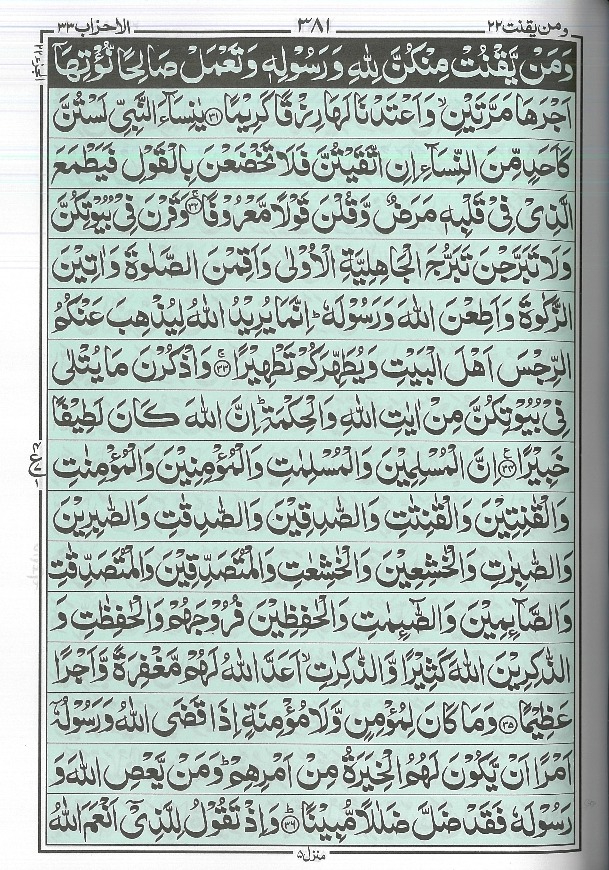 ومن يقنت ٢٢ ٣٨١ الاحزاب ٣٣
وَمَنْ يَّقْنُتْ مِنْكُنَّ لِلّٰهِ وَرَسُوْلِهٖ وَتَعْمَلْ صَالِحًا نُّؤْتِهَاۤ
اَجْرَهَا مَرَّتَيْنِ ۙ وَاَعْتَدْنَا لَهَا رِزْقًا كَرِيْمًا ﴿۳۱﴾ يٰنِسَآءَ النَّبِيِّ لَسْتُنَّ
كَاَحَدٍ مِّنَ النِّسَآءِ اِنِ اتَّقَيْتُنَّ فَلَا تَخْضَعْنَ بِالْقَوْلِ فَيَطْمَعَ
الَّذِيْ فِيْ قَلْبِهٖ مَرَضٌ وَّقُلْنَ قَوْلًا مَّعْرُوْفًا ﴿۳۲﴾ۚ وَقَرْنَ فِيْ بُيُوْتِكُنَّ
وَلَا تَبَرَّجْنَ تَبَرُّجَ الْجَاهِلِيَّةِ الْاُوْلٰى وَاَقِمْنَ الصَّلٰوةَ وَاٰتِيْنَ
الزَّكٰوةَ وَاَطِعْنَ اللّٰهَ وَرَسُوْلَهٗ ؕ اِنَّمَا يُرِيْدُ اللّٰهُ لِيُذْهِبَ عَنْكُمُ
الرِّجْسَ اَهْلَ الْبَيْتِ وَيُطَهِّرَكُمْ تَطْهِيْرًا ﴿۳۳﴾ۚ وَاذْكُرْنَ مَا يُتْلٰى
فِيْ بُيُوْتِكُنَّ مِنْ اٰيٰتِ اللّٰهِ وَالْحِكْمَةِ ؕ اِنَّ اللّٰهَ كَانَ لَطِيْفًا
خَبِيْرًا ﴿۳۴﴾ اِنَّ الْمُسْلِمِيْنَ وَالْمُسْلِمٰتِ وَالْمُؤْمِنِيْنَ وَالْمُؤْمِنٰتِ
وَالْقٰنِتِيْنَ وَالْقٰنِتٰتِ وَالصّٰدِقِيْنَ وَالصّٰدِقٰتِ وَالصّٰبِرِيْنَ
وَالصّٰبِرٰتِ وَالْخٰشِعِيْنَ وَالْخٰشِعٰتِ وَالْمُتَصَدِّقِيْنَ وَالْمُتَصَدِّقٰتِ
وَالصَّآئِمِيْنَ وَالصّٰٓئِمٰتِ وَالْحٰفِظِيْنَ فُرُوْجَهُمْ وَالْحٰفِظٰتِ وَ
الذّٰكِرِيْنَ اللّٰهَ كَثِيْرًا وَّالذّٰكِرٰتِ ۙ اَعَدَّ اللّٰهُ لَهُمْ مَّغْفِرَةً وَّاَجْرًا
عَظِيْمًا ﴿۳۵﴾ وَمَا كَانَ لِمُؤْمِنٍ وَّلَا مُؤْمِنَةٍ اِذَا قَضَى اللّٰهُ وَرَسُوْلُهٗۤ
اَمْرًا اَنْ يَّكُوْنَ لَهُمُ الْخِيَرَةُ مِنْ اَمْرِهِمْ ؕ وَمَنْ يَّعْصِ اللّٰهَ وَ
رَسُوْلَهٗ فَقَدْ ضَلَّ ضَلٰلًا مُّبِيْنًا ﴿۳۶﴾ؕ وَاِذْ تَقُوْلُ لِلَّذِيْۤ اَنْعَمَ اللّٰهُ
منزل ۵